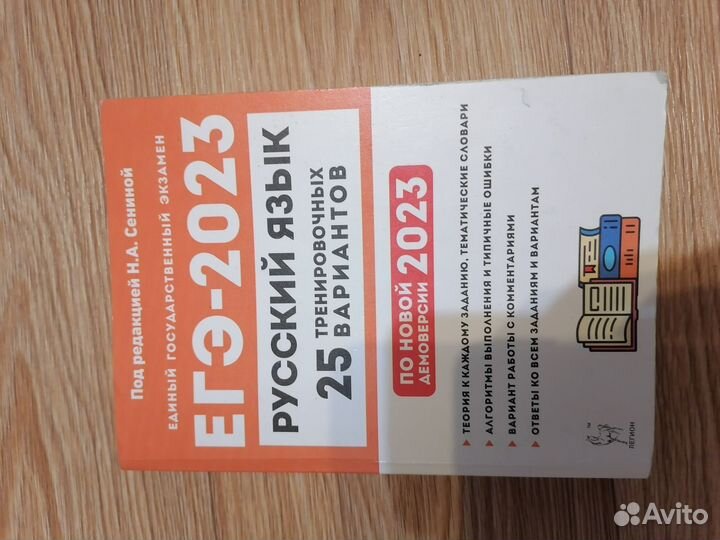 Под редакцией Н.А. Сениной
ЕДИНЫЙ ГОСУДАРСТВЕННЫЙ ЭКЗАМЕН
ЕГЭ-2023
РУССКИЙ ЯЗЫК
25 ТРЕНИРОВОЧНЫХ
ВАРИАНТОВ
ПО НОВОЙ
ДЕМОВЕРСИИ 2023
ТЕОРИЯ К КАЖДОМУ ЗАДАНИЮ, ТЕМАТИЧЕСКИЕ СЛОВАРИ
АЛГОРИТМЫ ВЫПОЛНЕНИЯ И ТИПИЧНЫЕ ОШИБКИ
ВАРИАНТ РАБОТЫ С КОММЕНТАРИЯМИ
ОТВЕТЫ КО ВСЕМ ЗАДАНИЯМ И ВАРИАНТАМ
ТМ
ЛЕГИОН
Avito